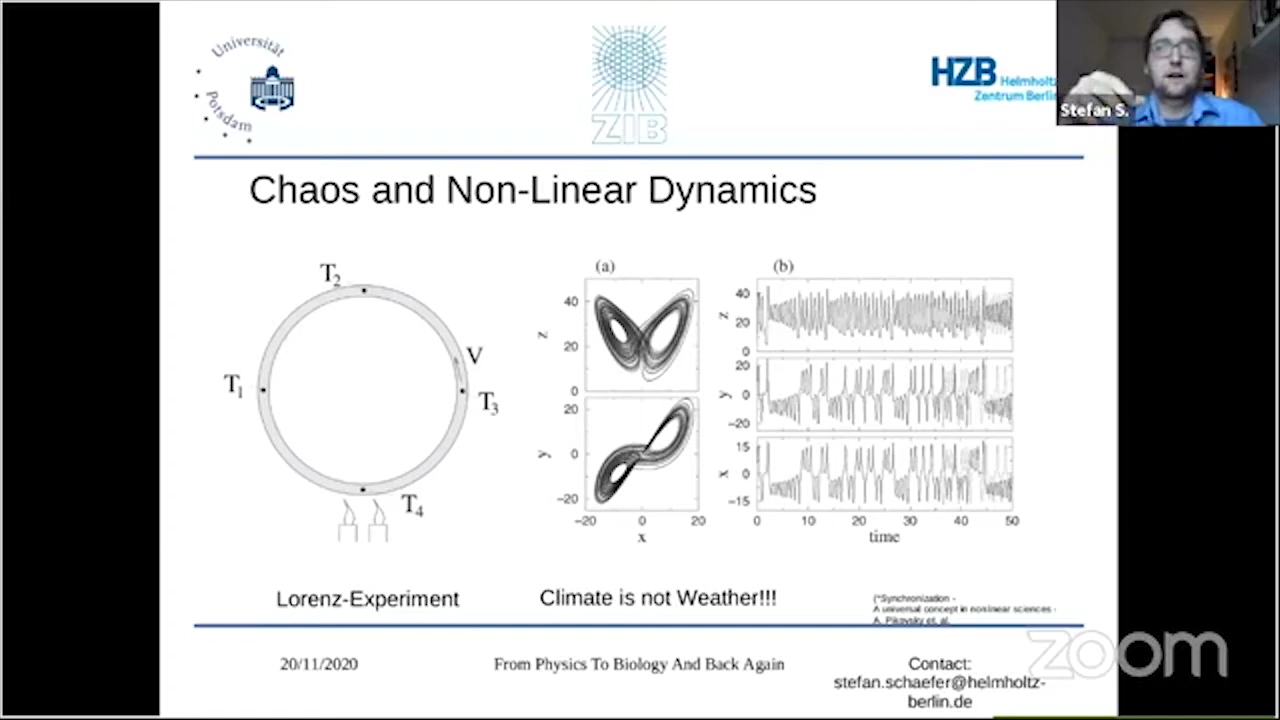 Universität
Potsdam
ZIB
HZB Helmholtz
Zentrum Berlin
Stefan S.
Chaos and Non-Linear Dynamics
T2
V
T1
T3
T4
(a)
40
z
20
0
20
y
0
−20
−20 0 20
x
(b)
40
z
20
0
20
y
0
−20
15
x
0
−15
0 10 20 30 40 50
time
Lorenz-Experiment
Climate is not Weather!!!
("Synchronization -
A universal concept in nonlinear sciences -
A. Pikovsky et. al.
20/11/2020
From Physics To Biology And Back Again
Contact:
stefan.schaefer@helmholtz-
berlin.de
zoom